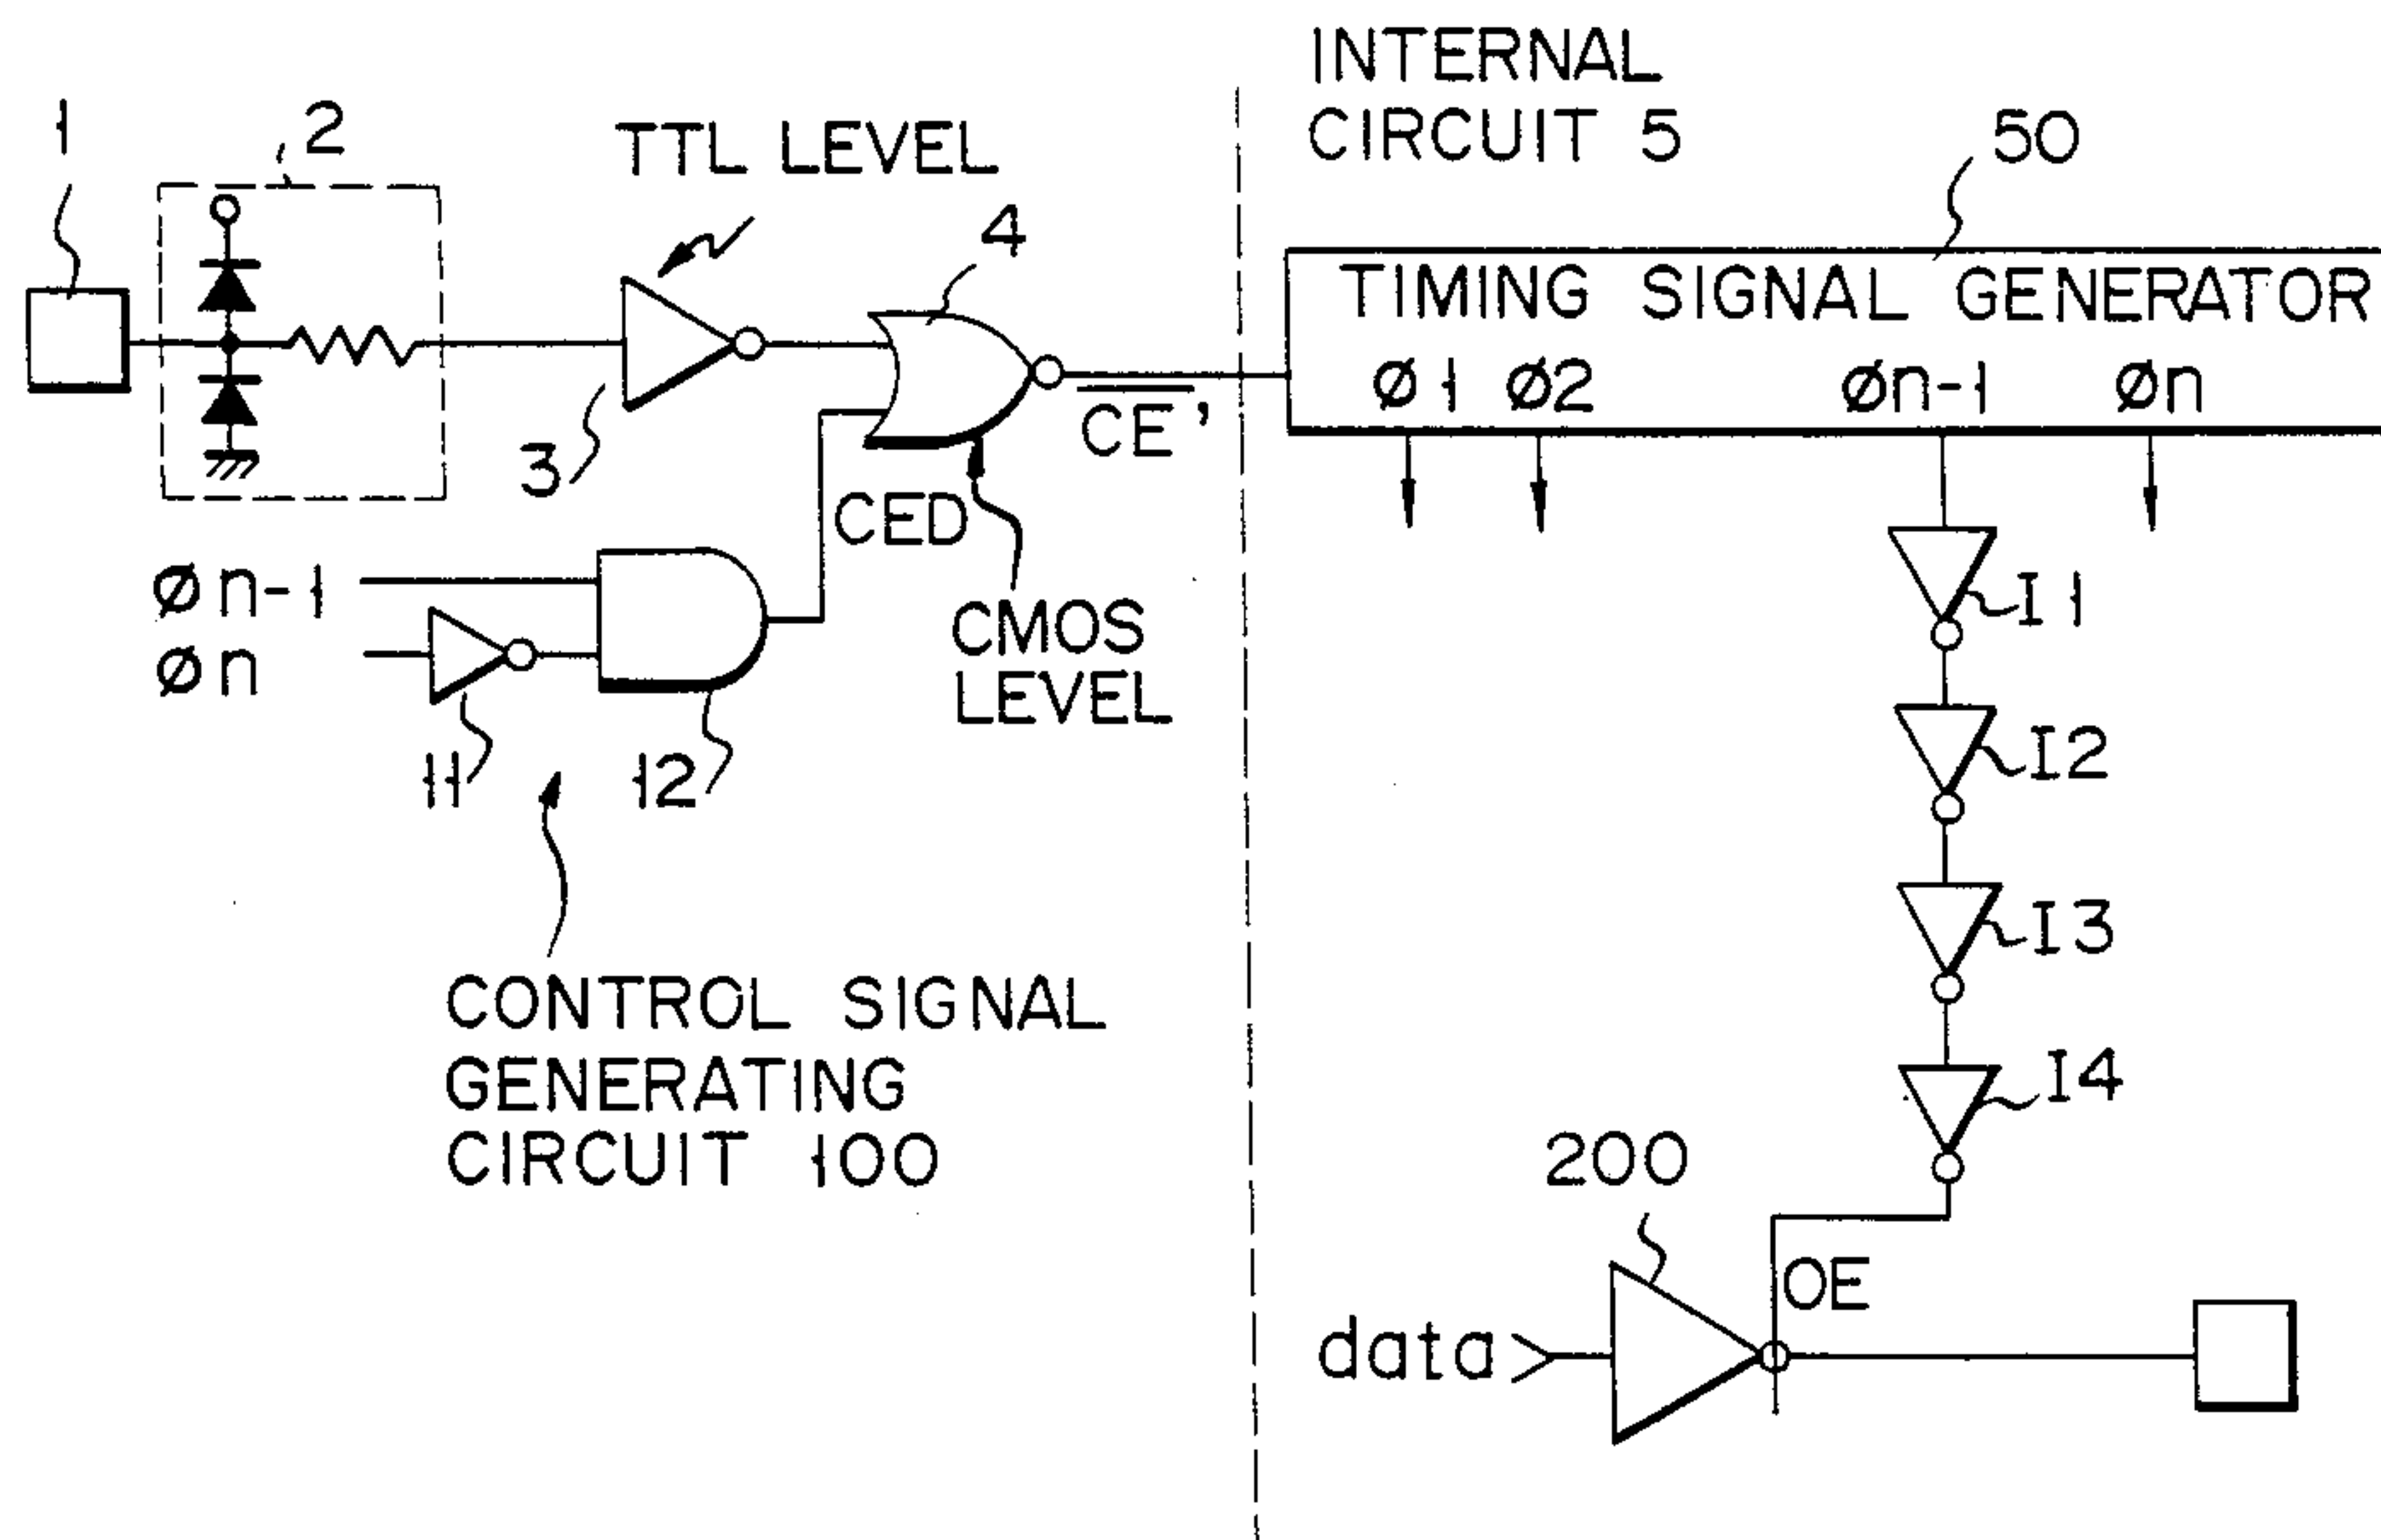 INTERNAL
CIRCUIT 5
1
2
TTL LEVEL
4
50
TIMING SIGNAL GENERATOR
ø1 ø2 øn-1 øn
3
CE'
CED
øn-1
øn
CMOS
LEVEL
11
12
I1
I2
I3
I4
CONTROL SIGNAL
GENERATING
CIRCUIT 100
200
OE
data